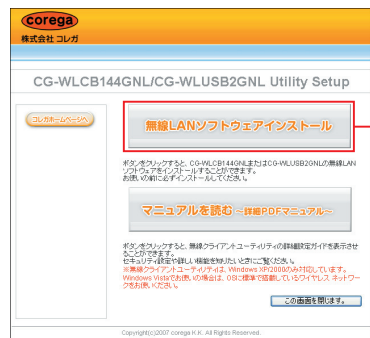 corega
株式会社 コレガ
CG-WLCB144GNL/CG-WLUSB2GNL Utility Setup
コレガホームページへ
無線LANソフトウェアインストール
ボタンをクリックすると、CG-WLCB144GNLまたはCG-WLUSB2GNLの無線LAN
ソフトウェアをインストールすることができます。
お使いの前に必ずインストールしてください。
マニュアルを読む ~詳細PDFマニュアル~
ボタンをクリックすると、無線クライアントユーティリティの詳細設定ガイドを表示させ
ることができます。
セキュリティ設定や詳しい機能を知りたいときにご覧ください。
※無線クライアントユーティリティは、Windows XP/2000のみ対応しています。
Windows Vistaでお使いの場合は、OSに標準で搭載しているワイヤレス ネットワー
クをお使いください。
この画面を閉じます。
Copyright(c)2007 corega K.K. All Rights Reserved.